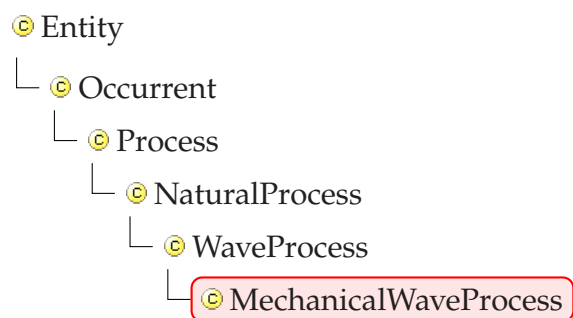 Entity
Occurrent
Process
NaturalProcess
WaveProcess
MechanicalWaveProcess